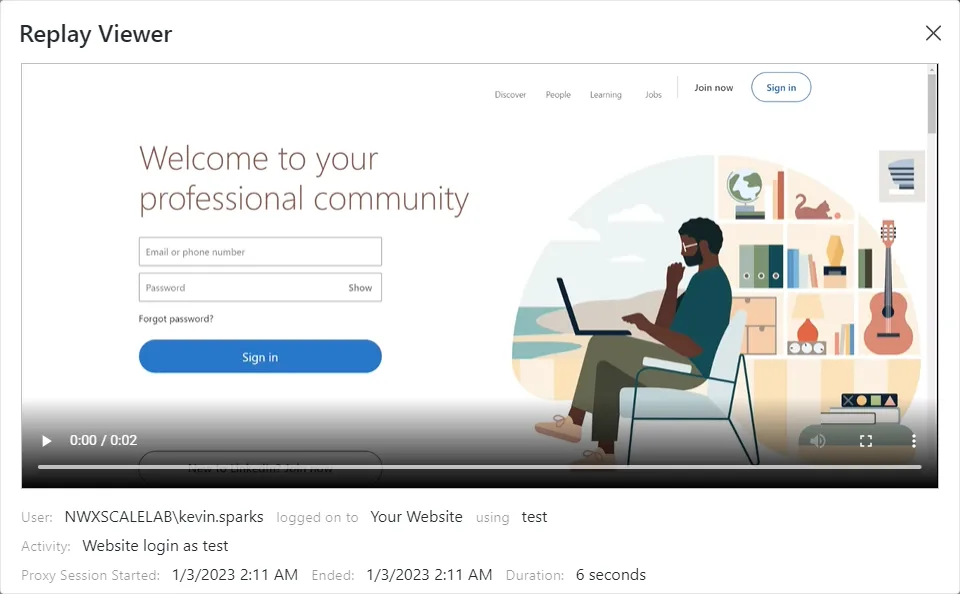 Replay Viewer
Discover People Learning Jobs Join now Sign in
Welcome to your
professional community
Email or phone number
Password Show
Forgot password?
Sign in
0:00 / 0:02
New to LinkedIn? Join now
User: NWXSCALELAB\kevin.sparks logged on to Your Website using test
Activity: Website login as test
Proxy Session Started: 1/3/2023 2:11 AM Ended: 1/3/2023 2:11 AM Duration: 6 seconds